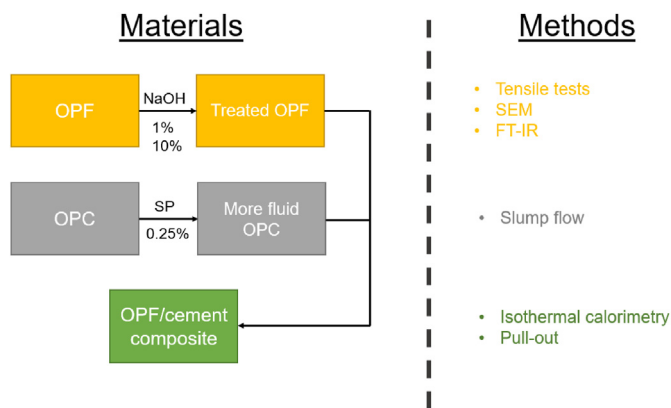 Materials
Methods
OPF
NaOH
1%
10%
Treated OPF
• Tensile tests
• SEM
• FT-IR
OPC
SP
0.25%
More fluid
OPC
• Slump flow
OPF/cement
composite
• Isothermal calorimetry
• Pull-out